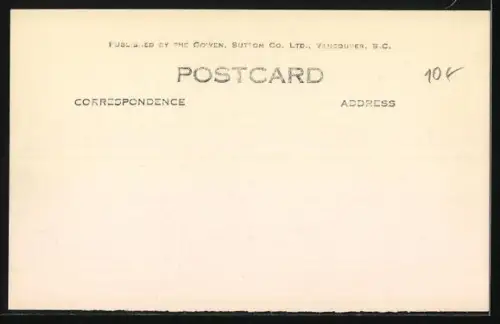 PUBLISHED BY THE GOWEN, SUTTON CO. LTD., VANCOUVER, B.C.
POSTCARD
CORRESPONDENCE ADDRESS